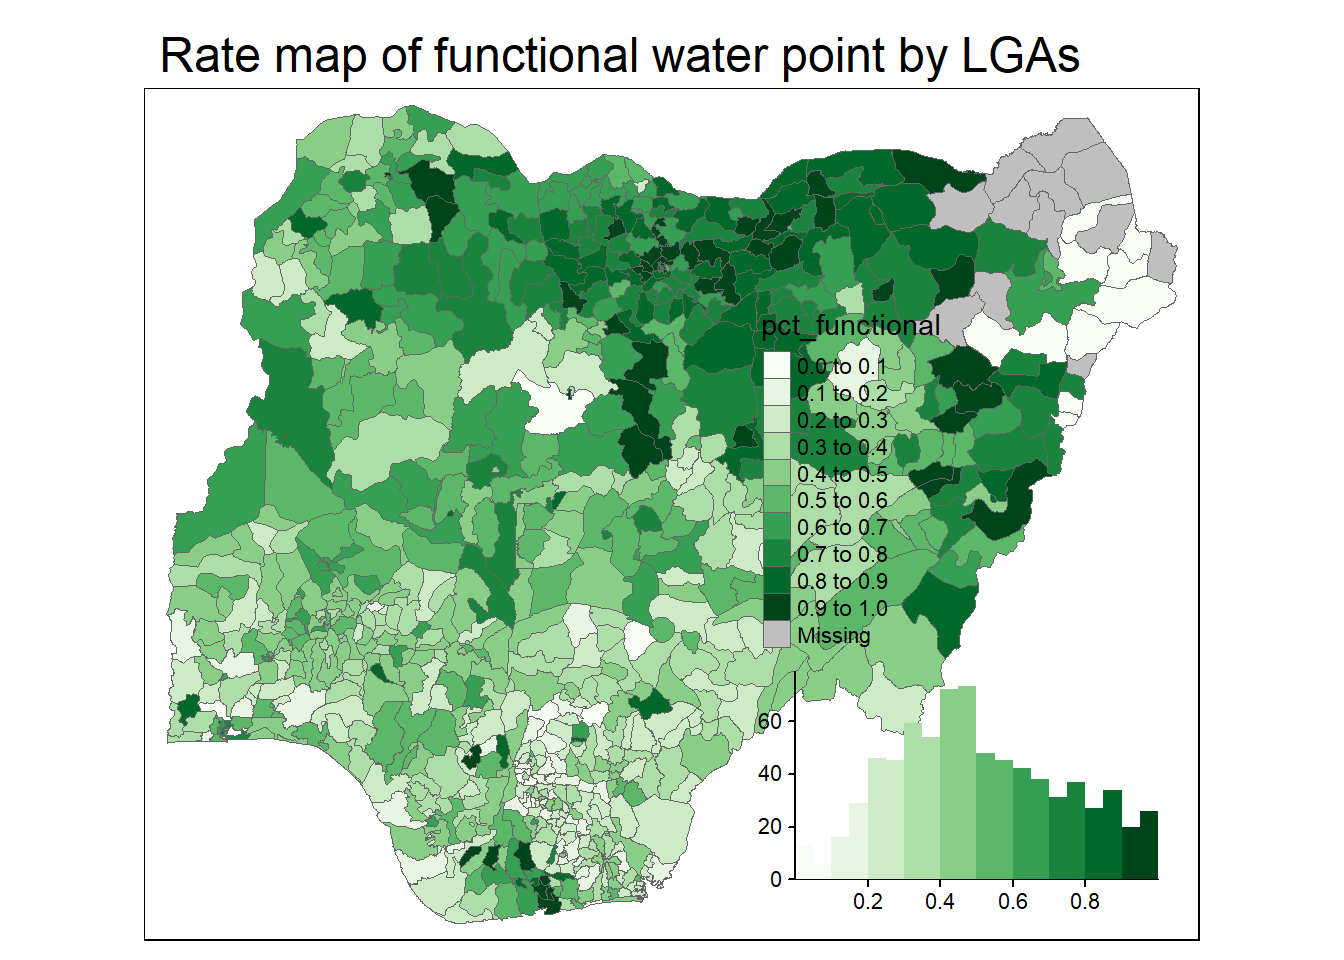 Rate map of functional water point by LGAs
pct_functional
0.0 to 0.1
0.1 to 0.2
0.2 to 0.3
0.3 to 0.4
0.4 to 0.5
0.5 to 0.6
0.6 to 0.7
0.7 to 0.8
0.8 to 0.9
0.9 to 1.0
Missing
60
40
20
0
0.2 0.4 0.6 0.8